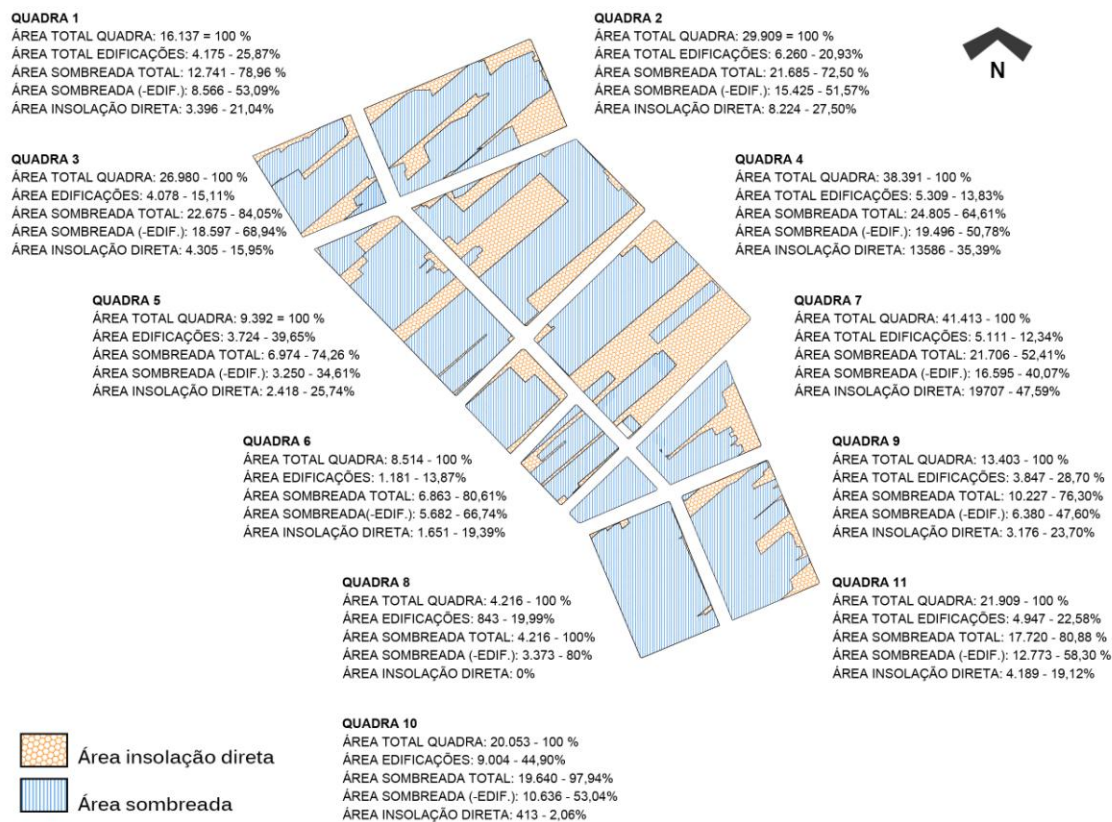 QUADRA 1
ÁREA TOTAL QUADRA: 16.137 = 100 %
ÁREA TOTAL EDIFICAÇÕES: 4.175 - 25,87%
ÁREA SOMBREADA TOTAL: 12.741 - 78,96 %
ÁREA SOMBREADA (-EDIF.): 8.566 - 53,09%
ÁREA INSOLAÇÃO DIRETA: 3.396 - 21,04%
QUADRA 2
ÁREA TOTAL QUADRA: 29.909 = 100 %
ÁREA TOTAL EDIFICAÇÕES: 6.260 - 20,93%
ÁREA SOMBREADA TOTAL: 21.685 - 72,50 %
ÁREA SOMBREADA (-EDIF.): 15.425 - 51,57%
ÁREA INSOLAÇÃO DIRETA: 8.224 - 27,50%
N
QUADRA 3
ÁREA TOTAL QUADRA: 26.980 - 100 %
ÁREA EDIFICAÇÕES: 4.078 - 15,11%
ÁREA SOMBREADA TOTAL: 22.675 - 84,05%
ÁREA SOMBREADA (-EDIF.): 18.597 - 68,94%
ÁREA INSOLAÇÃO DIRETA: 4.305 - 15,95%
QUADRA 4
ÁREA TOTAL QUADRA: 38.391 - 100 %
ÁREA TOTAL EDIFICAÇÕES: 5.309 - 13,83%
ÁREA SOMBREADA TOTAL: 24.805 - 64,61%
ÁREA SOMBREADA (-EDIF.): 19.496 - 50,78%
ÁREA INSOLAÇÃO DIRETA: 13586 - 35,39%
QUADRA 5
ÁREA TOTAL QUADRA: 9.392 = 100 %
ÁREA EDIFICAÇÕES: 3.724 - 39,65%
ÁREA SOMBREADA TOTAL: 6.974 - 74,26 %
ÁREA SOMBREADA (-EDIF.): 3.250 - 34,61%
ÁREA INSOLAÇÃO DIRETA: 2.418 - 25,74%
QUADRA 7
ÁREA TOTAL QUADRA: 41.413 - 100 %
ÁREA TOTAL EDIFICAÇÕES: 5.111 - 12,34%
ÁREA SOMBREADA TOTAL: 21.706 - 52,41%
ÁREA SOMBREADA (-EDIF.): 16.595 - 40,07%
ÁREA INSOLAÇÃO DIRETA: 19707 - 47,59%
QUADRA 6
ÁREA TOTAL QUADRA: 8.514 - 100 %
ÁREA EDIFICAÇÕES: 1.181 - 13,87%
ÁREA SOMBREADA TOTAL: 6.863 - 80,61%
ÁREA SOMBREADA(-EDIF.): 5.682 - 66,74%
ÁREA INSOLAÇÃO DIRETA: 1.651 - 19,39%
QUADRA 9
ÁREA TOTAL QUADRA: 13.403 - 100 %
ÁREA TOTAL EDIFICAÇÕES: 3.847 - 28,70 %
ÁREA SOMBREADA TOTAL: 10.227 - 76,30%
ÁREA SOMBREADA (-EDIF.): 6.380 - 47,60%
ÁREA INSOLAÇÃO DIRETA: 3.176 - 23,70%
QUADRA 8
ÁREA TOTAL QUADRA: 4.216 - 100 %
ÁREA EDIFICAÇÕES: 843 - 19,99%
ÁREA SOMBREADA TOTAL: 4.216 - 100%
ÁREA SOMBREADA (-EDIF.): 3.373 - 80%
ÁREA INSOLAÇÃO DIRETA: 0%
QUADRA 11
ÁREA TOTAL QUADRA: 21.909 - 100 %
ÁREA TOTAL EDIFICAÇÕES: 4.947 - 22,58%
ÁREA SOMBREADA TOTAL: 17.720 - 80,88 %
ÁREA SOMBREADA (-EDIF.): 12.773 - 58,30 %
ÁREA INSOLAÇÃO DIRETA: 4.189 - 19,12%
QUADRA 10
ÁREA TOTAL QUADRA: 20.053 - 100 %
ÁREA EDIFICAÇÕES: 9.004 - 44,90%
ÁREA SOMBREADA TOTAL: 19.640 - 97,94%
ÁREA SOMBREADA (-EDIF.): 10.636 - 53,04%
ÁREA INSOLAÇÃO DIRETA: 413 - 2,06%
Área insolação direta
Área sombreada